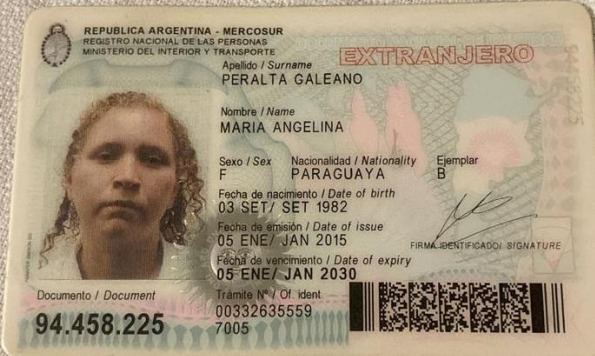 REPUBLICA ARGENTINA - MERCOSUR
REGISTRO NACIONAL DE LAS PERSONAS
MINISTERIO DEL INTERIOR Y TRANSPORTE
EXTRANJERO
Apellido / Surname
PERALTA GALEANO
Nombre / Name
MARIA ANGELINA
Sexo / Sex Nacionalidad / Nationality Ejemplar
F PARAGUAYA B
Fecha de nacimiento / Date of birth
03 SET/ SET 1982
Fecha de emisión / Date of issue
05 ENE/ JAN 2015
FIRMA IDENTIFICADO/ SIGNATURE
Fecha de vencimiento / Date of expiry
05 ENE/ JAN 2030
Documento / Document
94.458.225
Trámite N° / Of. ident
00332635559
7005